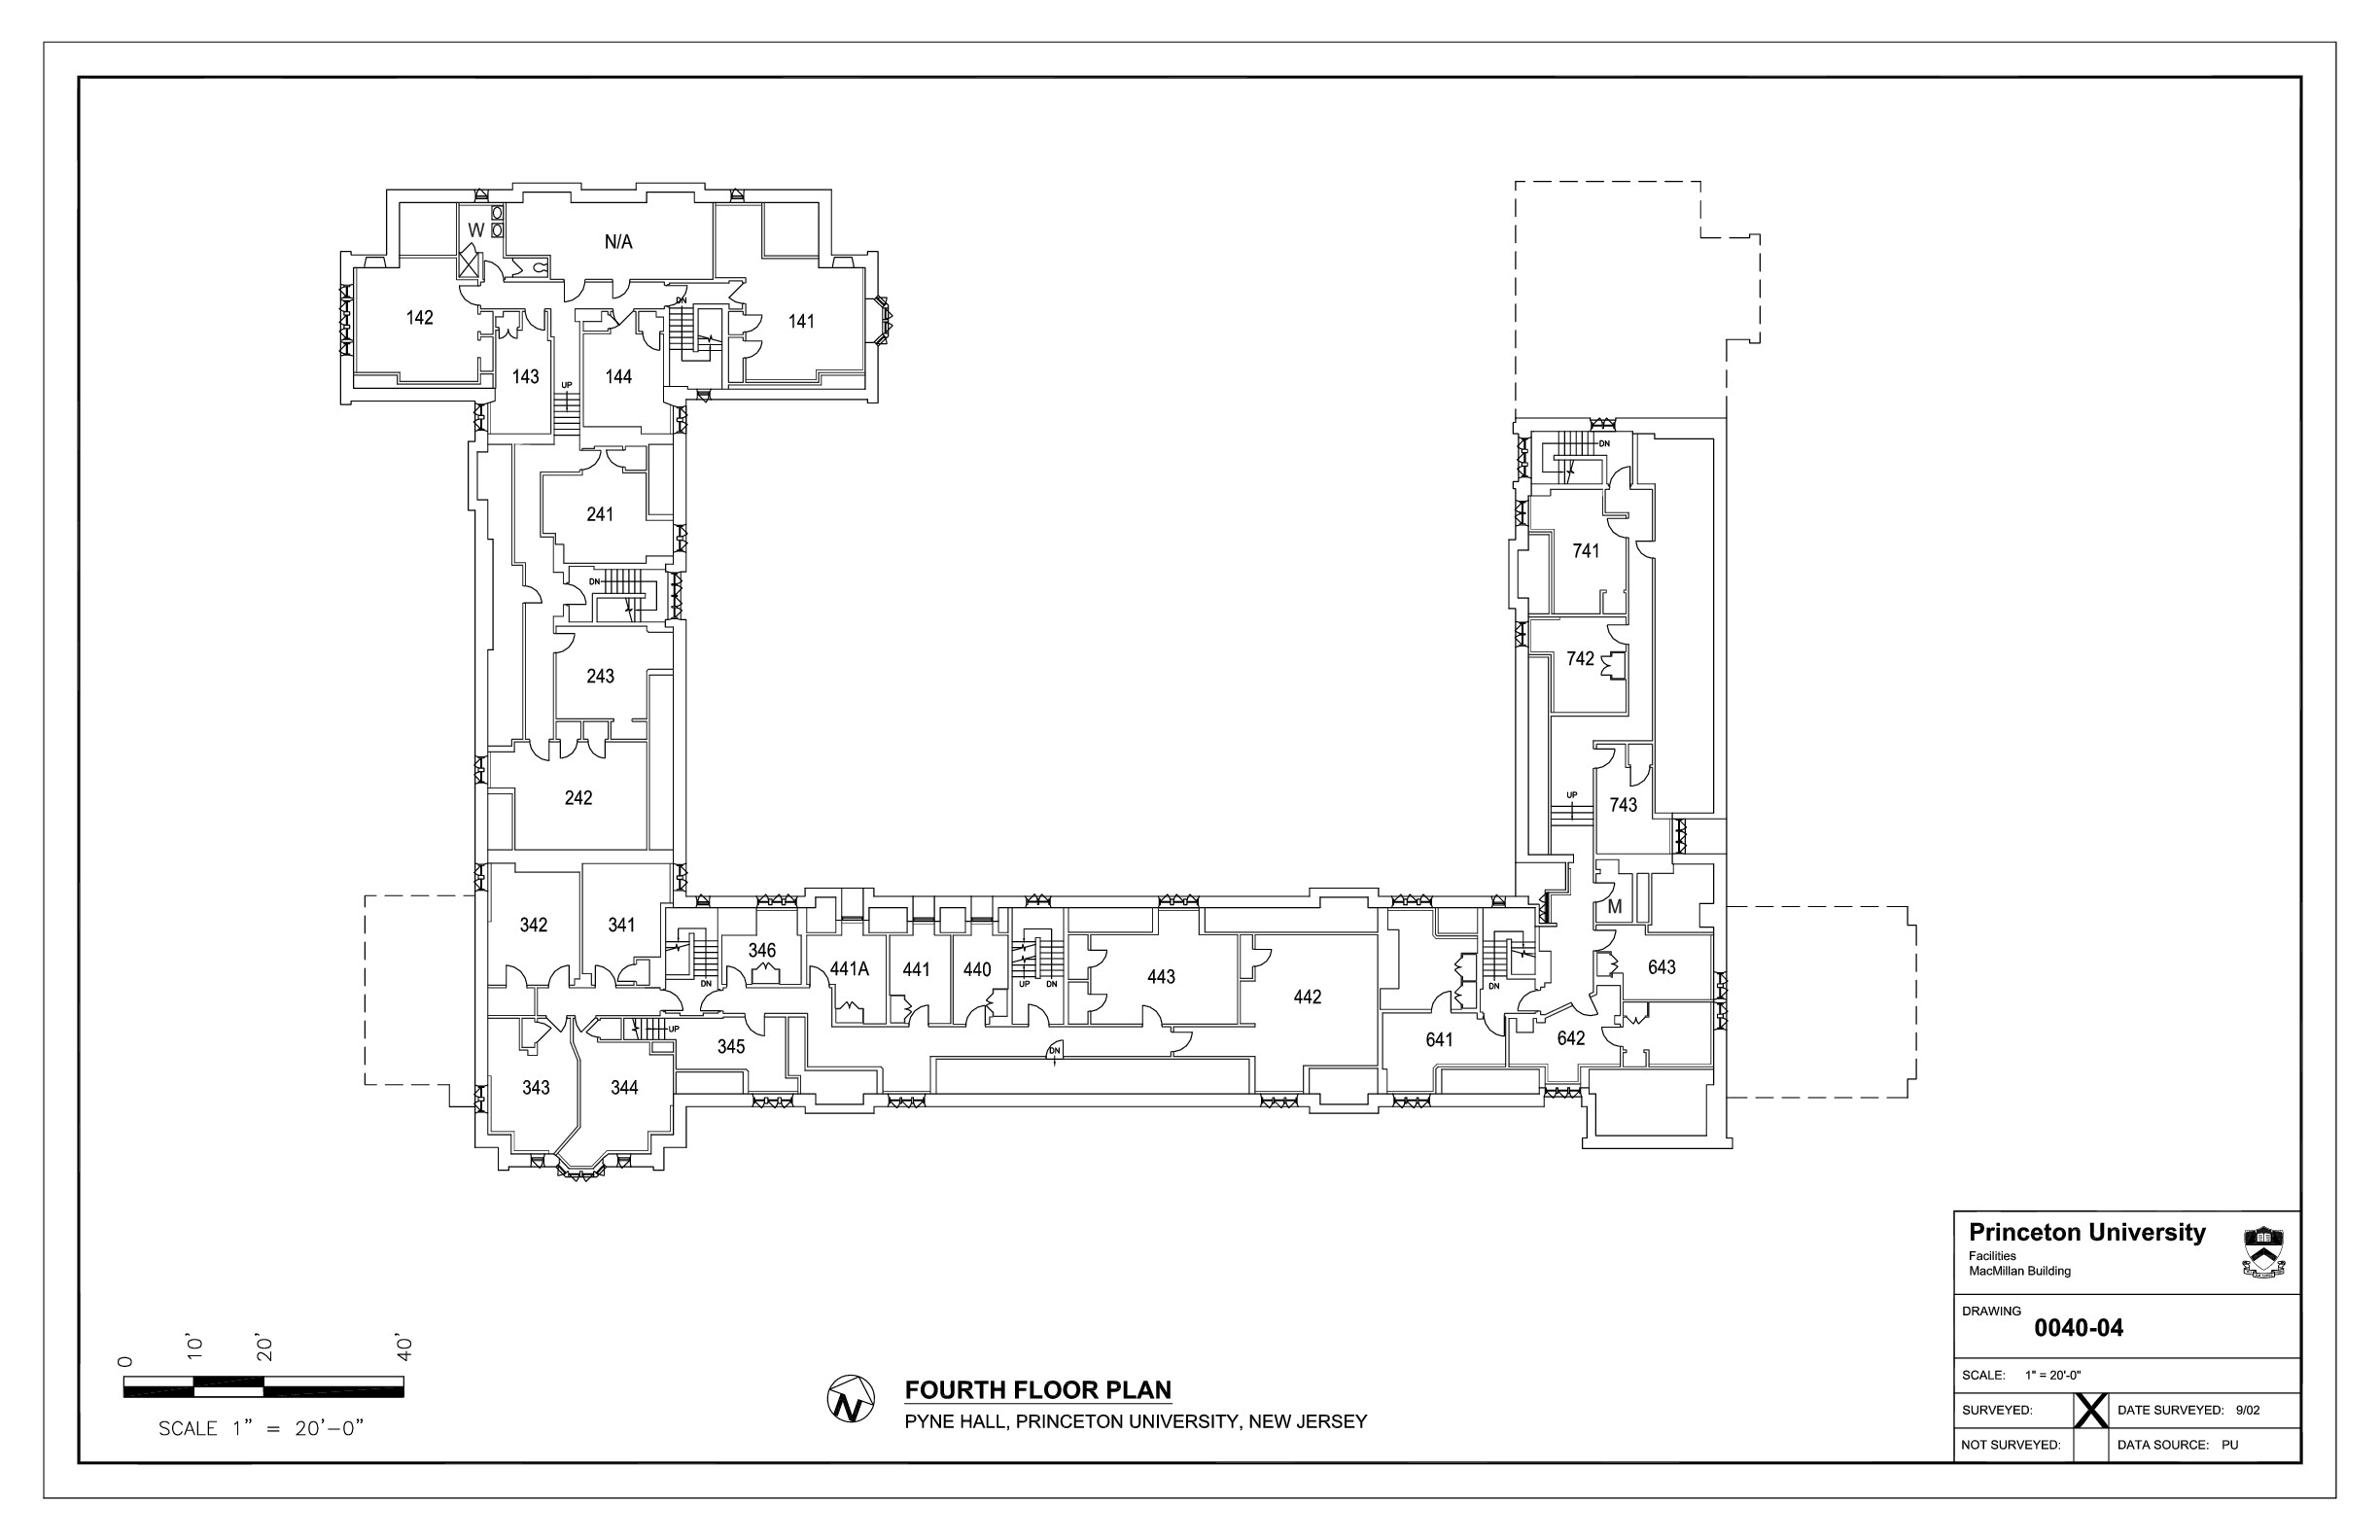 W
N/A
DN
142
141
143
144
UP
DN
241
741
DN
742
243
UP
242
743
M
342
341
346
441A
441
440
443
442
643
DN
UP
DN
DN
UP
345
DN
641
642
343
344
Princeton University
Facilities
MacMillan Building
DRAWING
0040-04
SCALE: 1" = 20'-0"
SURVEYED: X DATE SURVEYED: 9/02
NOT SURVEYED: DATA SOURCE: PU
0 10' 20' 40'
SCALE 1" = 20'-0"
N
FOURTH FLOOR PLAN
PYNE HALL, PRINCETON UNIVERSITY, NEW JERSEY